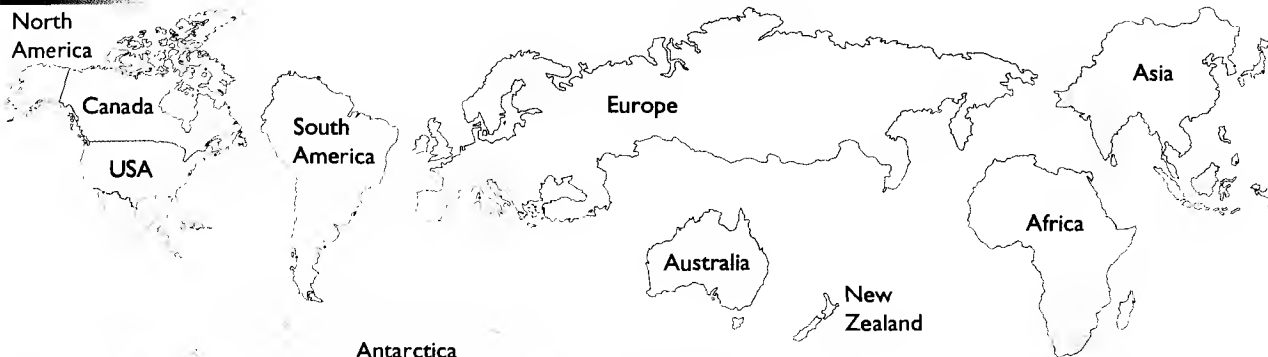 North
America
Canada
USA
South
America
Europe
Asia
Africa
Australia
New
Zealand
Antarctica